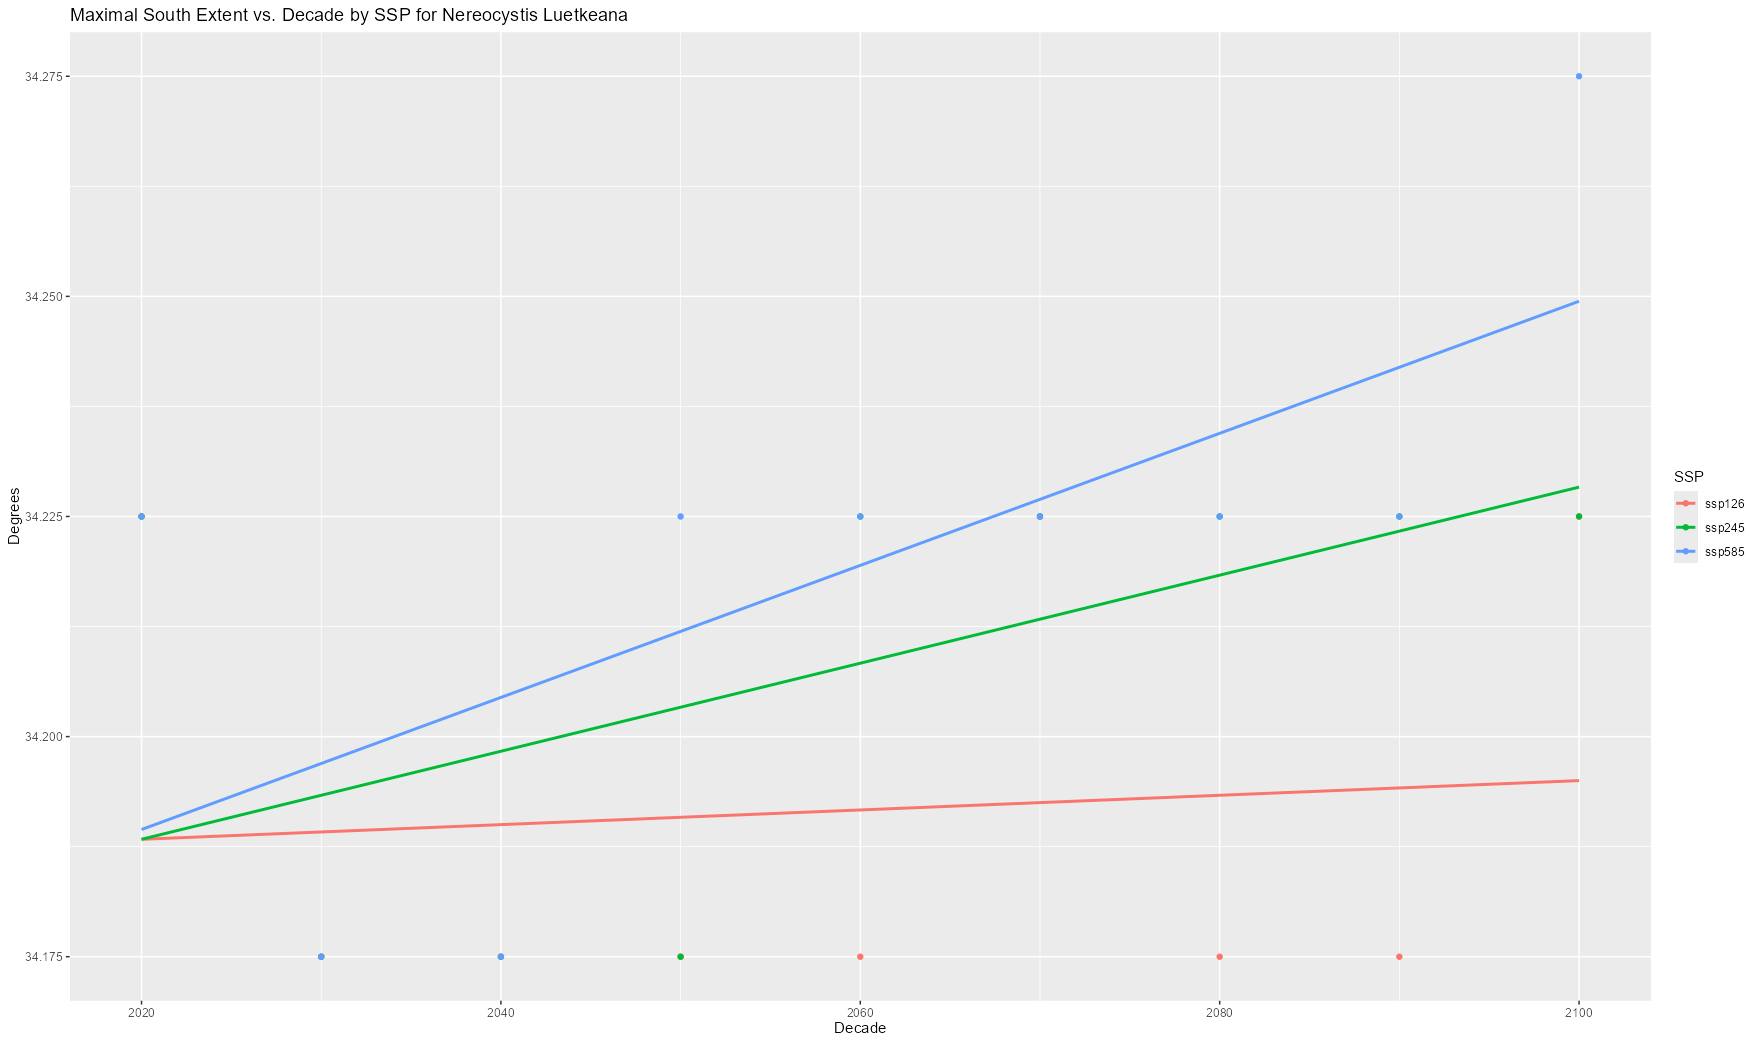 Maximal South Extent vs. Decade by SSP for Nereocystis Luetkeana
34.275
34.250
34.225
34.200
34.175
Degrees
2020
2040
2060
2080
2100
Decade
SSP
ssp126
ssp245
ssp585